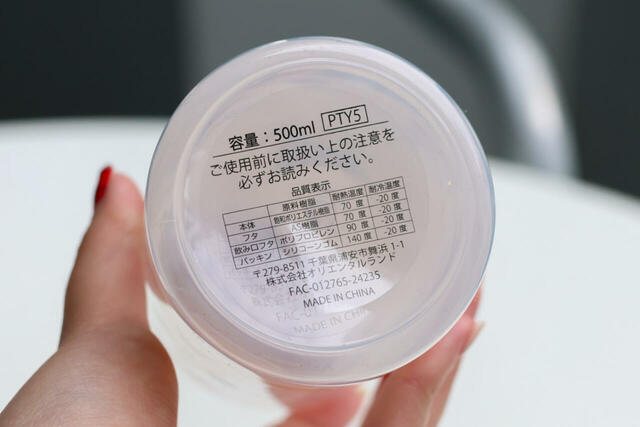 容量：500ml PTY5
ご使用前に取扱い上の注意を
必ずお読みください。
品質表示
原料樹脂 耐熱温度 耐冷温度
本体 飽和ポリエステル樹脂 70 度 -20 度
フタ AS樹脂 70 度 -20 度
飲み口フタ ポリプロピレン 90 度 -20 度
パッキン シリコーンゴム 140 度 -20 度
〒279-8511 千葉県浦安市舞浜 1-1
株式会社オリエンタルランド
FAC-012765-24235
MADE IN CHINA